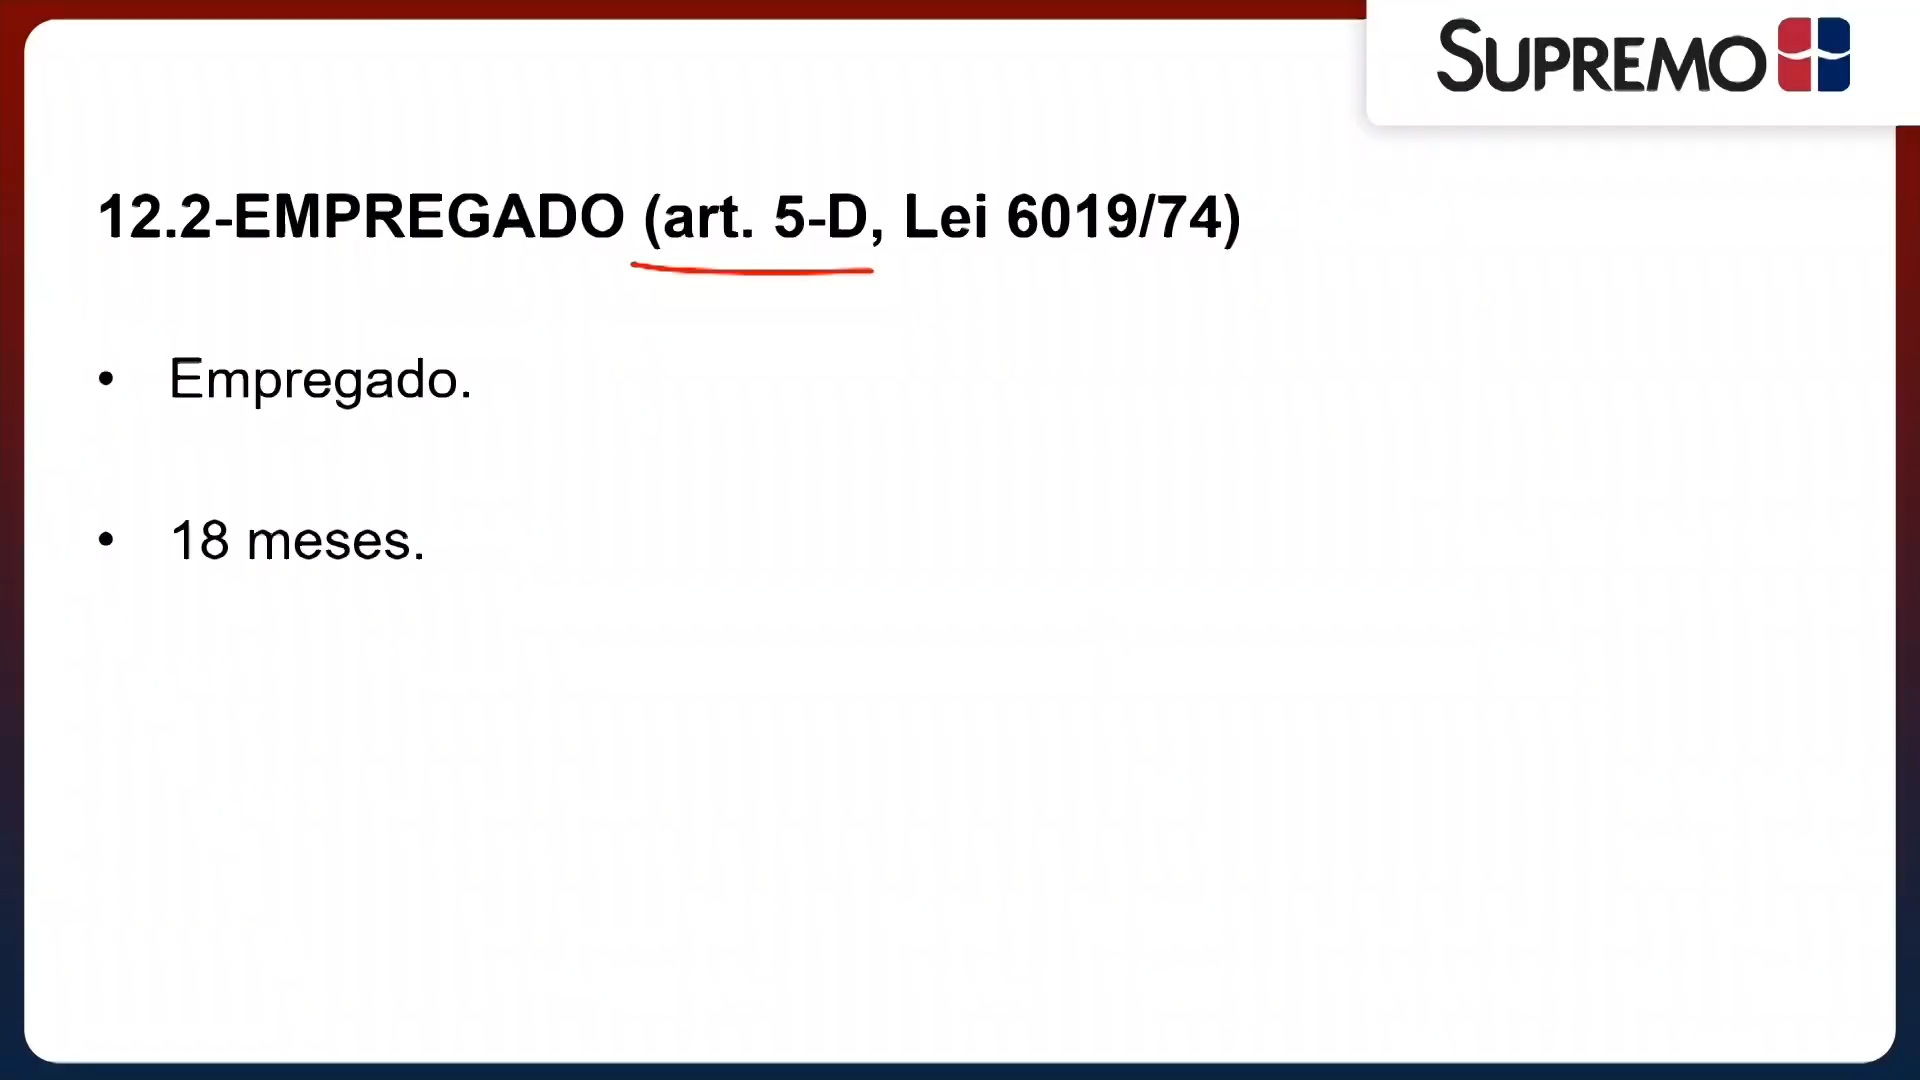 SUPREMO
12.2-EMPREGADO (art. 5-D, Lei 6019/74)
• Empregado.
• 18 meses.